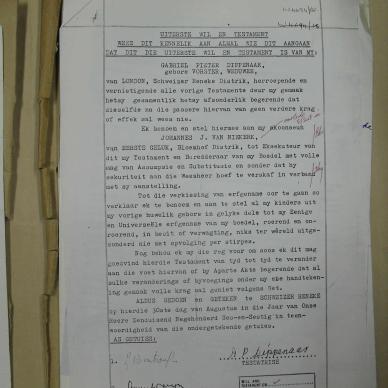 UITERSTE WIL EN TESTAMENT
WEES DIT KENNELIK AAN ALMAL WIE DIT AANGAAN
DAT DIT DIE UITERSTE WIL EN TESTAMENT IS VAN MY:
GABRIEL PIETER DIPPENAAR,
gebore VORSTER, WEDUWEE,
van LONDON, Schweizer Reneke Distrik, herroepende en
vernietigende alle vorige Testamente deur my gemaak
hetsy gesamentlik hetsy afsonderlik begerende dat
dieselfde na die passere hiervan geen verdere krag
of effek sal wees nie.
Ek benoem en stel hiermee aan my skoonseun
JOHANNES J. VAN NIEKERK,
van EERSTE GELUK, Bloemhof Distrik, tot Eksekuteur van
dit my Testament en Beredderaar van my Boedel met volle
mag van Assumpsie en Substitusie en sonder dat hy
sekuriteit aan die Weesheer hoef te verskaf in verband
met sy aanstelling.
Tot die verkiesing van erfgename oor te gaan so
verklaar ek te benoem en aan te stel al my kinders uit
my vorige huwelik gebore in gelyke dele tot my Enige
en Universeële erfgename van my boedel, roerend en on-
roerend, in besit of verwagting, niks ter wêreld uitge-
sonderd nie met opvolging per stirpes.
Nog behou ek my die reg voor om soos ek dit mag
goedvind hierdie Testament van tyd tot tyd te verander
aan die voet hiervan of by Aparte Akte begerende dat al
sulke veranderings of byvoegings onder my eie handteken-
ing gemaak volle krag sal geniet volgens Wet.
ALDUS GEDOEN en GETEKEN te SCHWEIZER RENEKE
op hierdie 30ste dag van Augustus in die Jaar van Onse
Heere Eenduisend Negehonderd Ses-en-Sestig in teen-
woordigheid van die ondergetekende getuies.
AS GETUIES:
G. P. Dippenaar
TESTATRISE